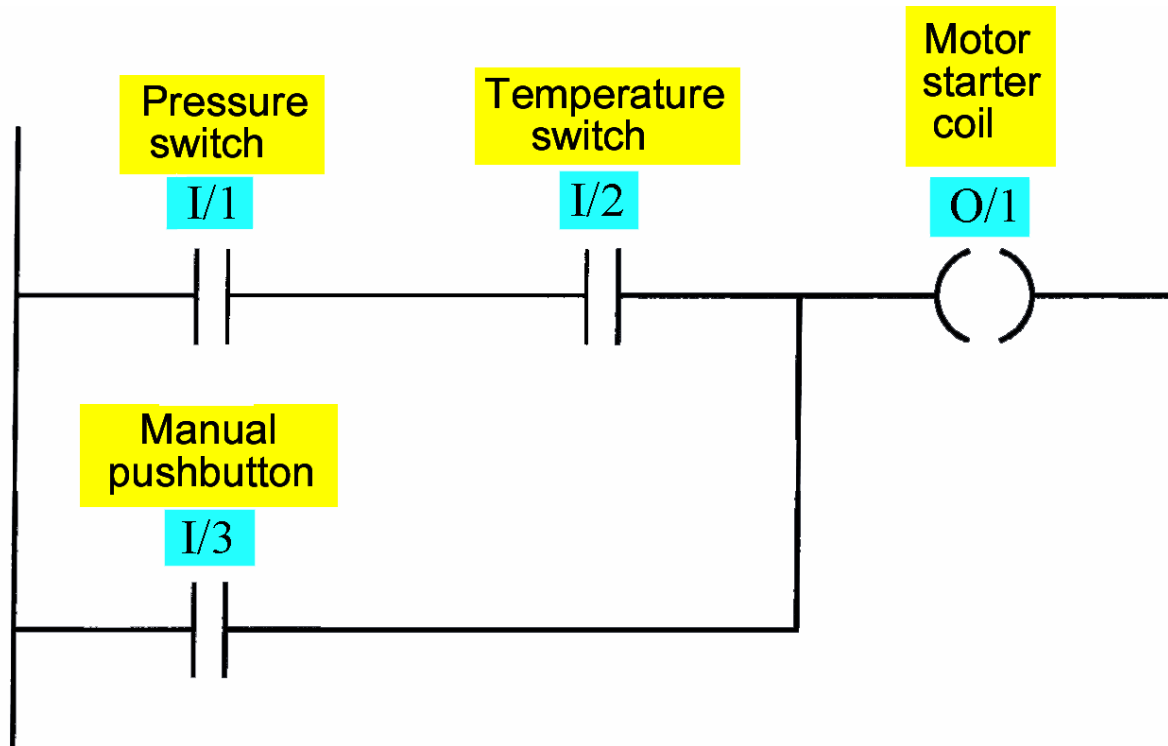 Pressure
switch
I/1
Temperature
switch
I/2
Motor
starter
coil
O/1
Manual
pushbutton
I/3